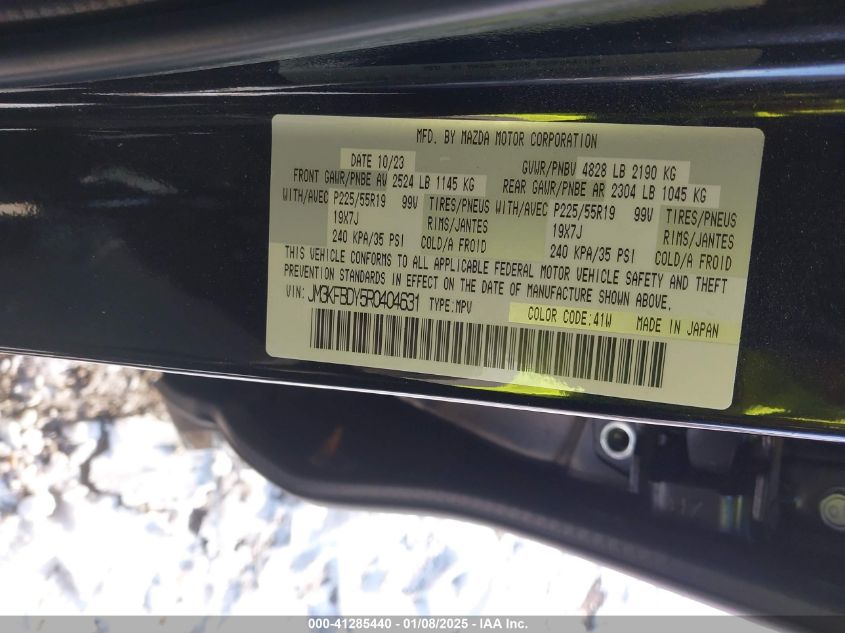 MFD. BY MAZDA MOTOR CORPORATION
DATE 10/23 GVWR/PNBV 4828 LB 2190 KG
FRONT GAWR/PNBE AV 2524 LB 1145 KG REAR GAWR/PNBE AR 2304 LB 1045 KG
WITH/AVEC P225/55R19 99V TIRES/PNEUS WITH/AVEC P225/55R19 99V TIRES/PNEUS
19X7J RIMS/JANTES 19X7J RIMS/JANTES
240 KPA/35 PSI COLD/A FROID 240 KPA/35 PSI COLD/A FROID
THIS VEHICLE CONFORMS TO ALL APPLICABLE FEDERAL MOTOR VEHICLE SAFETY AND THEFT
PREVENTION STANDARDS IN EFFECT ON THE DATE OF MANUFACTURE SHOWN ABOVE.
VIN: JM3KFBDY5R0404631 TYPE:MPV COLOR CODE:41W MADE IN JAPAN
000-41285440 - 01/08/2025 - IAA Inc.